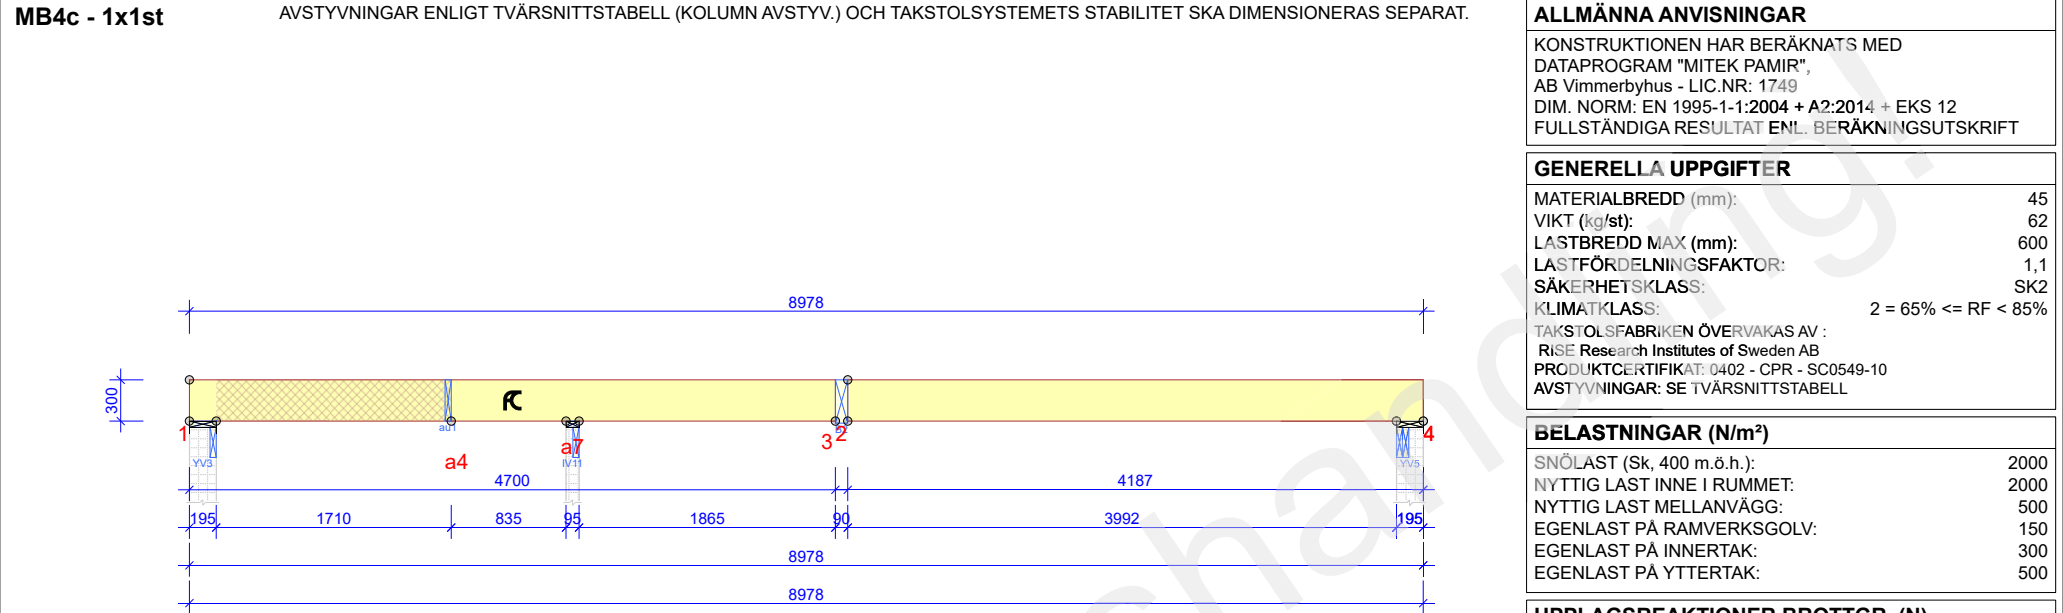 MB4c - 1x1st
AVSTYVNINGAR ENLIGT TVÄRSNITTSTABELL (KOLUMN AVSTYV.) OCH TAKSTOLSYSTEMETS STABILITET SKA DIMENSIONERAS SEPARAT.
8978
300
au1
1
a4
a7
3
2
4
YV3
IV11
YV5
4700
4187
195
1710
835
95
1865
90
3992
195
8978
8978
ALLMÄNNA ANVISNINGAR
KONSTRUKTIONEN HAR BERÄKNATS MED
DATAPROGRAM "MITEK PAMIR",
AB Vimmerbyhus - LIC.NR: 1749
DIM. NORM: EN 1995-1-1:2004 + A2:2014 + EKS 12
FULLSTÄNDIGA RESULTAT ENL. BERÄKNINGSUTSKRIFT
GENERELLA UPPGIFTER
MATERIALBREDD (mm): 45
VIKT (kg/st): 62
LASTBREDD MAX (mm): 600
LASTFÖRDELNINGSFAKTOR: 1,1
SÄKERHETSKLASS: SK2
KLIMATKLASS: 2 = 65% <= RF < 85%
TAKSTOLSFABRIKEN ÖVERVAKAS AV :
RISE Research Institutes of Sweden AB
PRODUKTCERTIFIKAT: 0402 - CPR - SC0549-10
AVSTYVNINGAR: SE TVÄRSNITTSTABELL
BELASTNINGAR (N/m²)
SNÖLAST (Sk, 400 m.ö.h.): 2000
NYTTIG LAST INNE I RUMMET: 2000
NYTTIG LAST MELLANVÄGG: 500
EGENLAST PÅ RAMVERKSGOLV: 150
EGENLAST PÅ INNERTAK: 300
EGENLAST PÅ YTTERTAK: 500
UPPLAGSREAKTIONER BROTTGR. (N)
shandling!